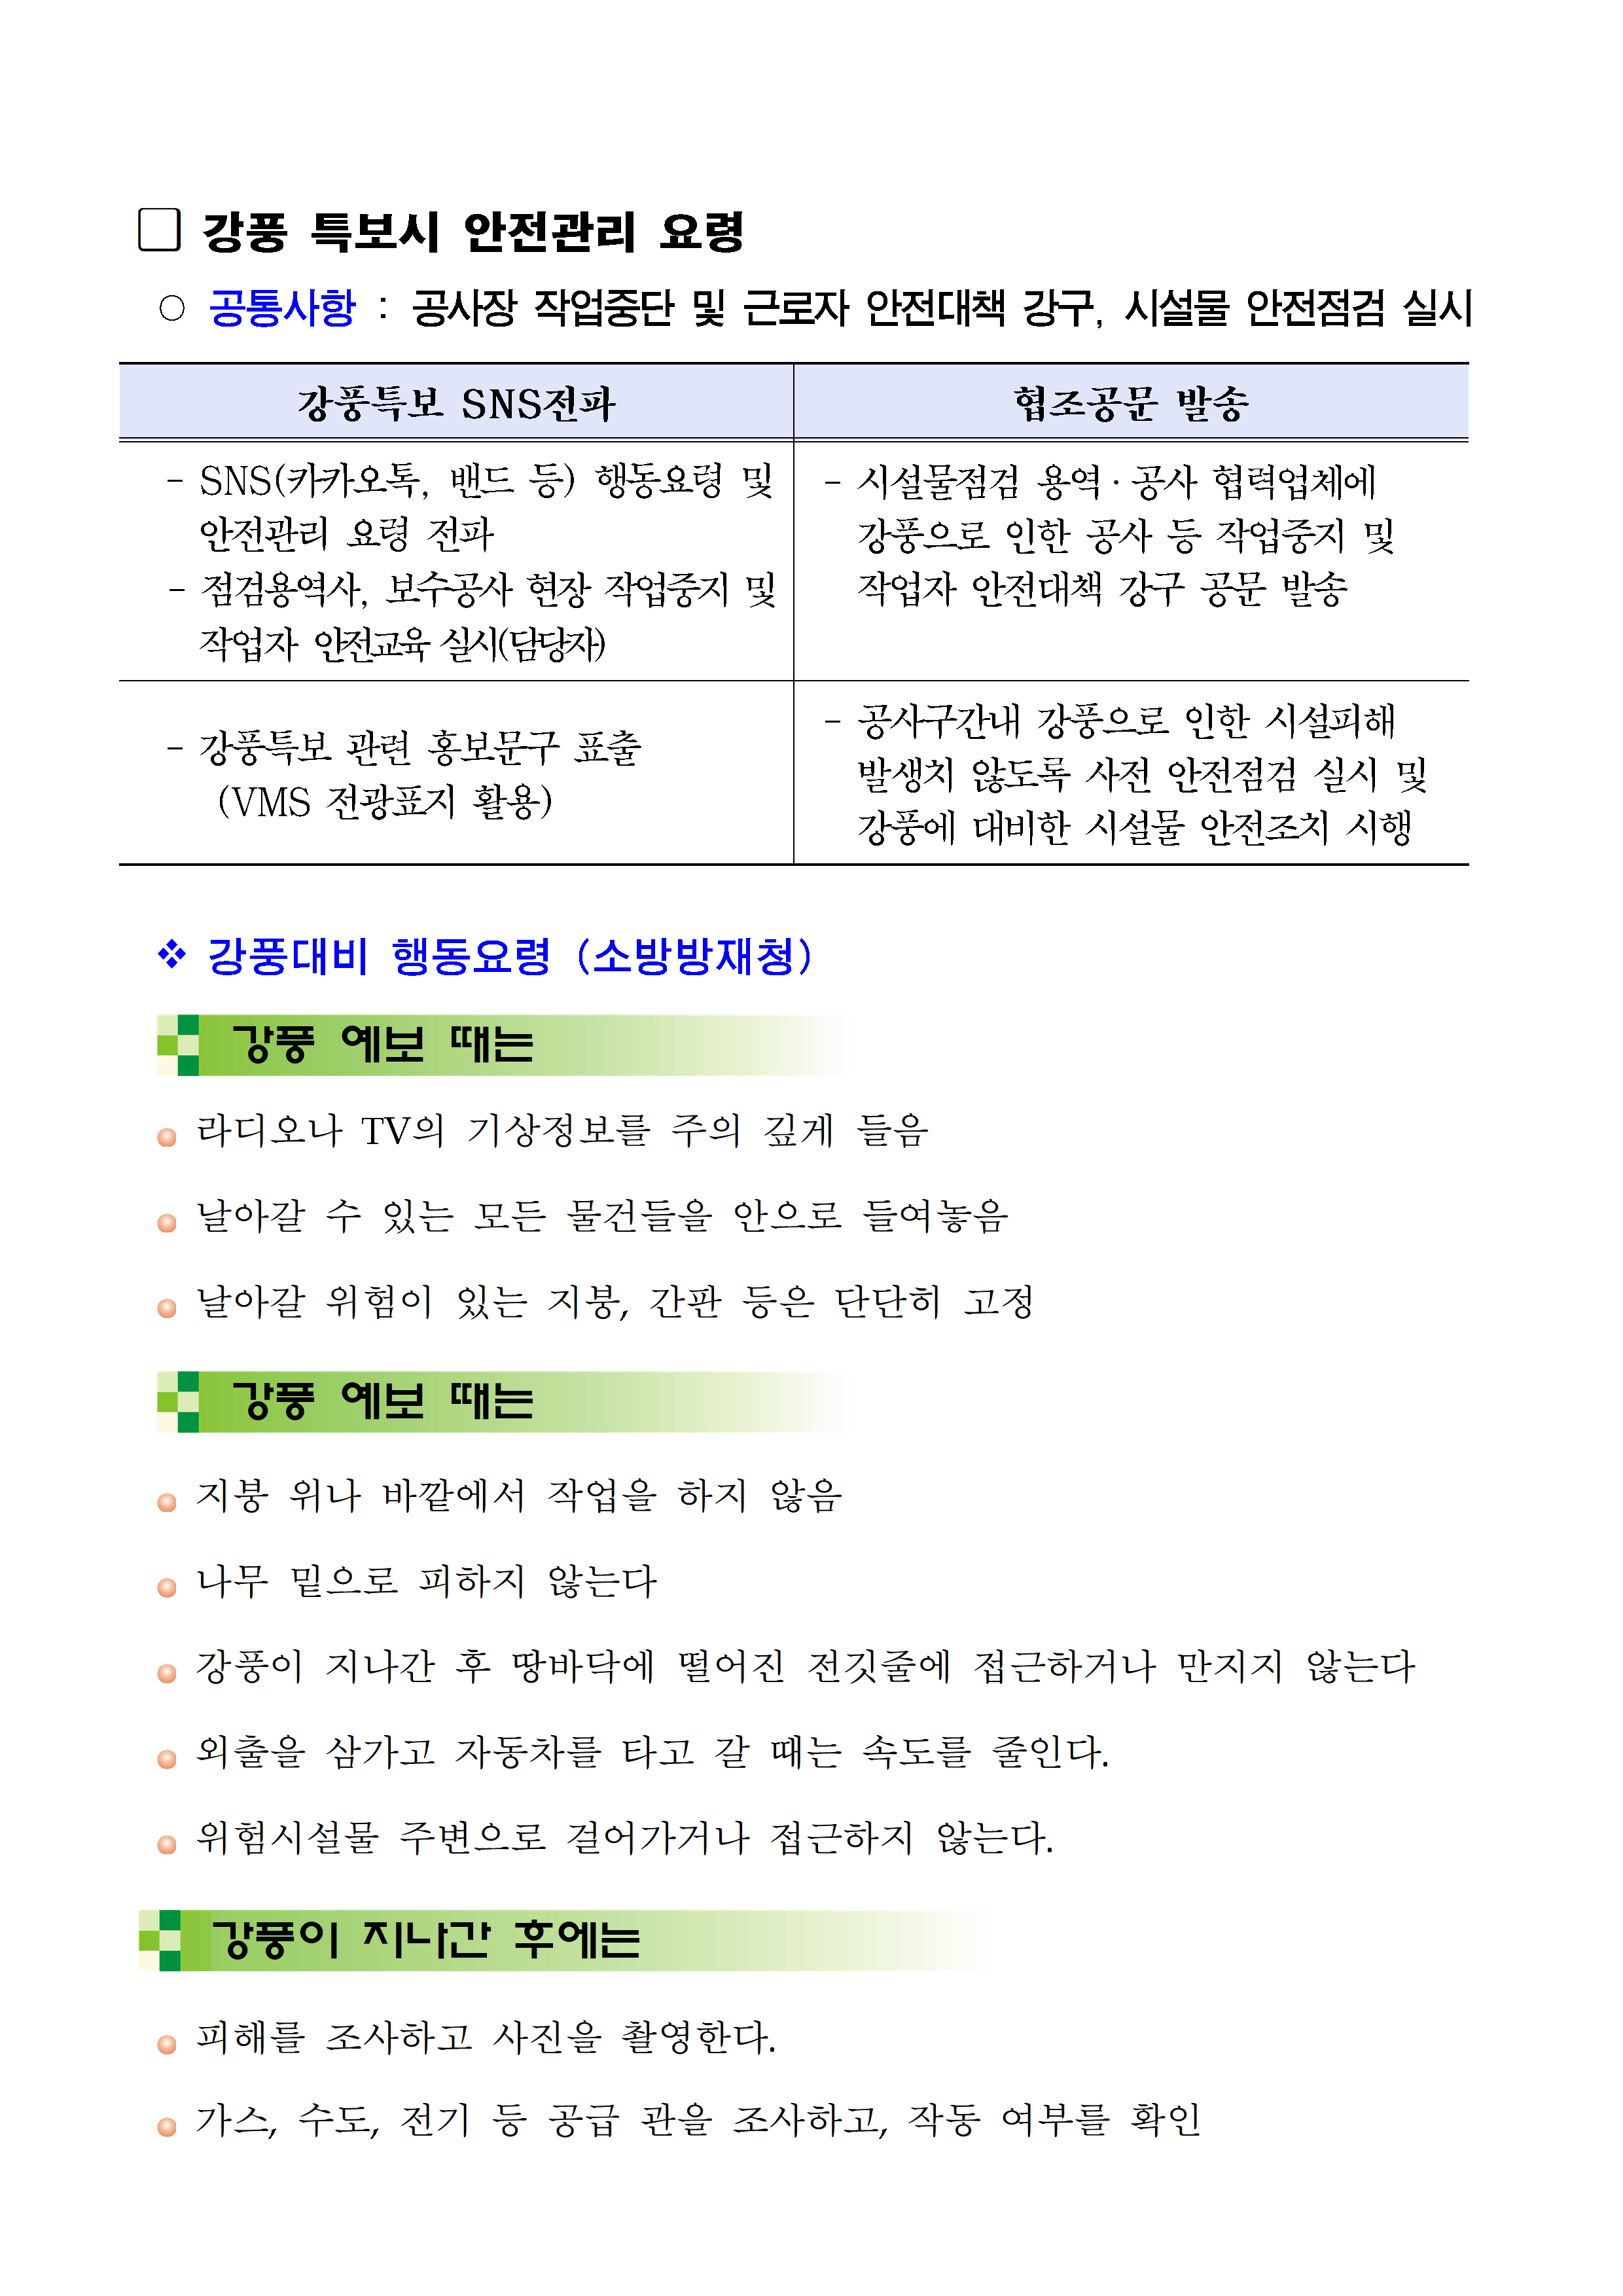 □ 강풍 특보시 안전관리 요령
○ 공통사항 : 공사장 작업중단 및 근로자 안전대책 강구, 시설물 안전점검 실시
강풍특보 SNS전파
협조공문 발송
- SNS(카카오톡, 밴드 등) 행동요령 및
안전관리 요령 전파
- 점검용역사, 보수공사 현장 작업중지 및
작업자 안전교육 실시(담당자)
- 시설물점검 용역·공사 협력업체에
강풍으로 인한 공사 등 작업중지 및
작업자 안전대책 강구 공문 발송
- 강풍특보 관련 홍보문구 표출
(VMS 전광표지 활용)
- 공사구간내 강풍으로 인한 시설피해
발생치 않도록 사전 안전점검 실시 및
강풍에 대비한 시설물 안전조치 시행
❖ 강풍대비 행동요령 (소방방재청)
강풍 예보 때는
라디오나 TV의 기상정보를 주의 깊게 들음
날아갈 수 있는 모든 물건들을 안으로 들여놓음
날아갈 위험이 있는 지붕, 간판 등은 단단히 고정
강풍 예보 때는
지붕 위나 바깥에서 작업을 하지 않음
나무 밑으로 피하지 않는다
강풍이 지나간 후 땅바닥에 떨어진 전깃줄에 접근하거나 만지지 않는다
외출을 삼가고 자동차를 타고 갈 때는 속도를 줄인다.
위험시설물 주변으로 걸어가거나 접근하지 않는다.
강풍이 지나간 후에는
피해를 조사하고 사진을 촬영한다.
가스, 수도, 전기 등 공급 관을 조사하고, 작동 여부를 확인